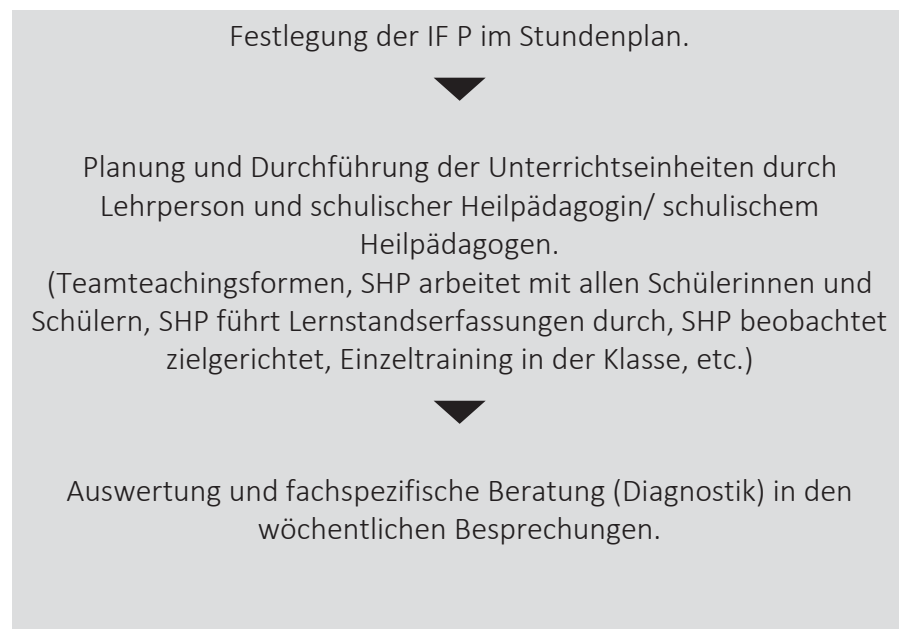 Festlegung der IF P im Stundenplan.
Planung und Durchführung der Unterrichtseinheiten durch
Lehrperson und schulischer Heilpädagogin/ schulischem
Heilpädagogen.
(Teamteachingsformen, SHP arbeitet mit allen Schülerinnen und
Schülern, SHP führt Lernstandserfassungen durch, SHP beobachtet
zielgerichtet, Einzeltraining in der Klasse, etc.)
Auswertung und fachspezifische Beratung (Diagnostik) in den
wöchentlichen Besprechungen.